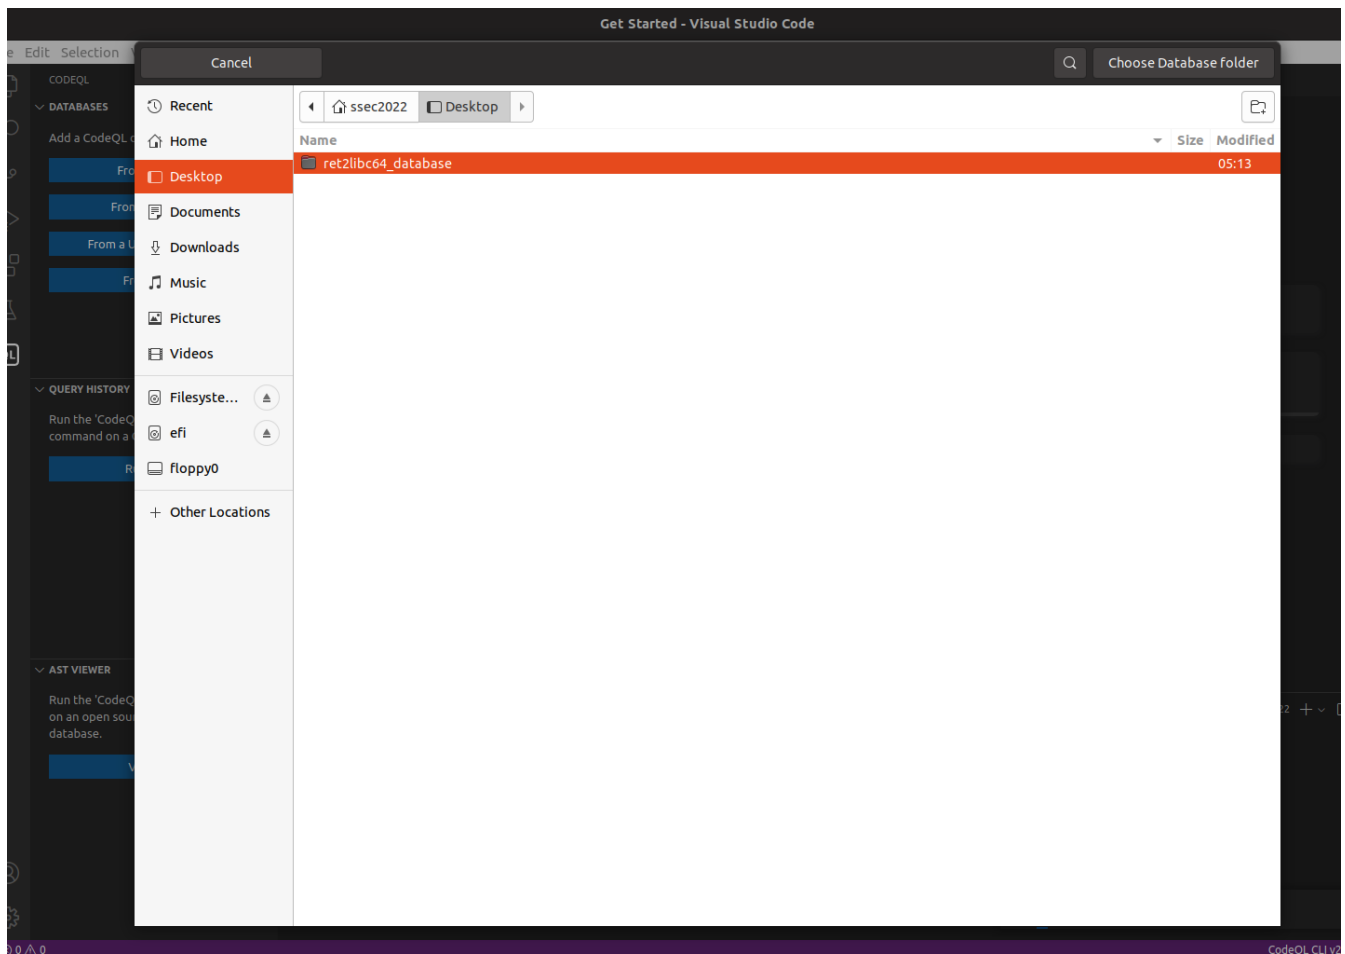 Get Started - Visual Studio Code
Edit Selection
Cancel
Choose Database folder
CODEQL
DATABASES
Add a CodeQL
From a U
QUERY HISTORY
Run the 'CodeQ
command on a
AST VIEWER
Run the 'CodeQ
on an open sou
database.
Recent
Home
Desktop
Documents
Downloads
Music
Pictures
Videos
Filesyste...
efi
floppy0
+ Other Locations
ssec2022 Desktop
Name Size Modified
ret2libc64_database 05:13
22
0 0
CodeQL CLI v2